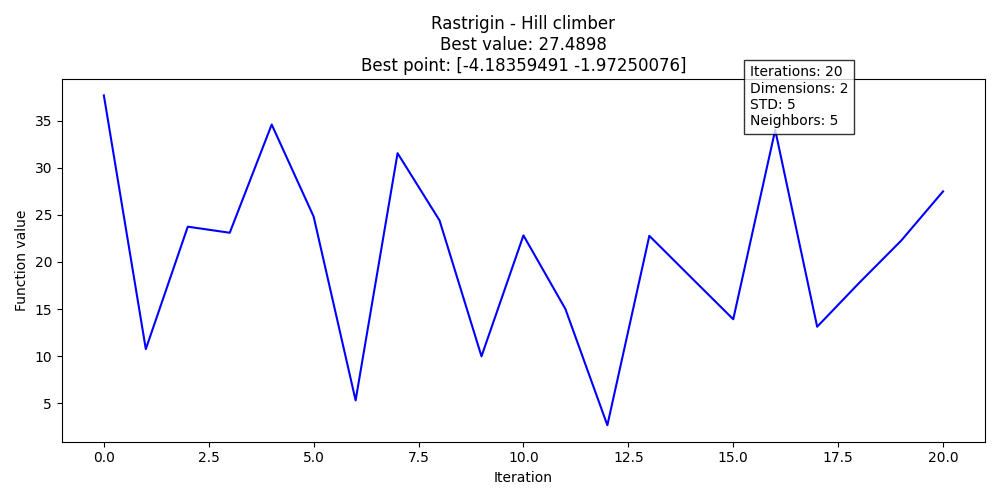 Rastrigin - Hill climber
Best value: 27.4898
Best point: [-4.18359491 -1.97250076]
Iterations: 20
Dimensions: 2
STD: 5
Neighbors: 5
Function value
35
30
25
20
15
10
5
0.0 2.5 5.0 7.5 10.0 12.5 15.0 17.5 20.0
Iteration